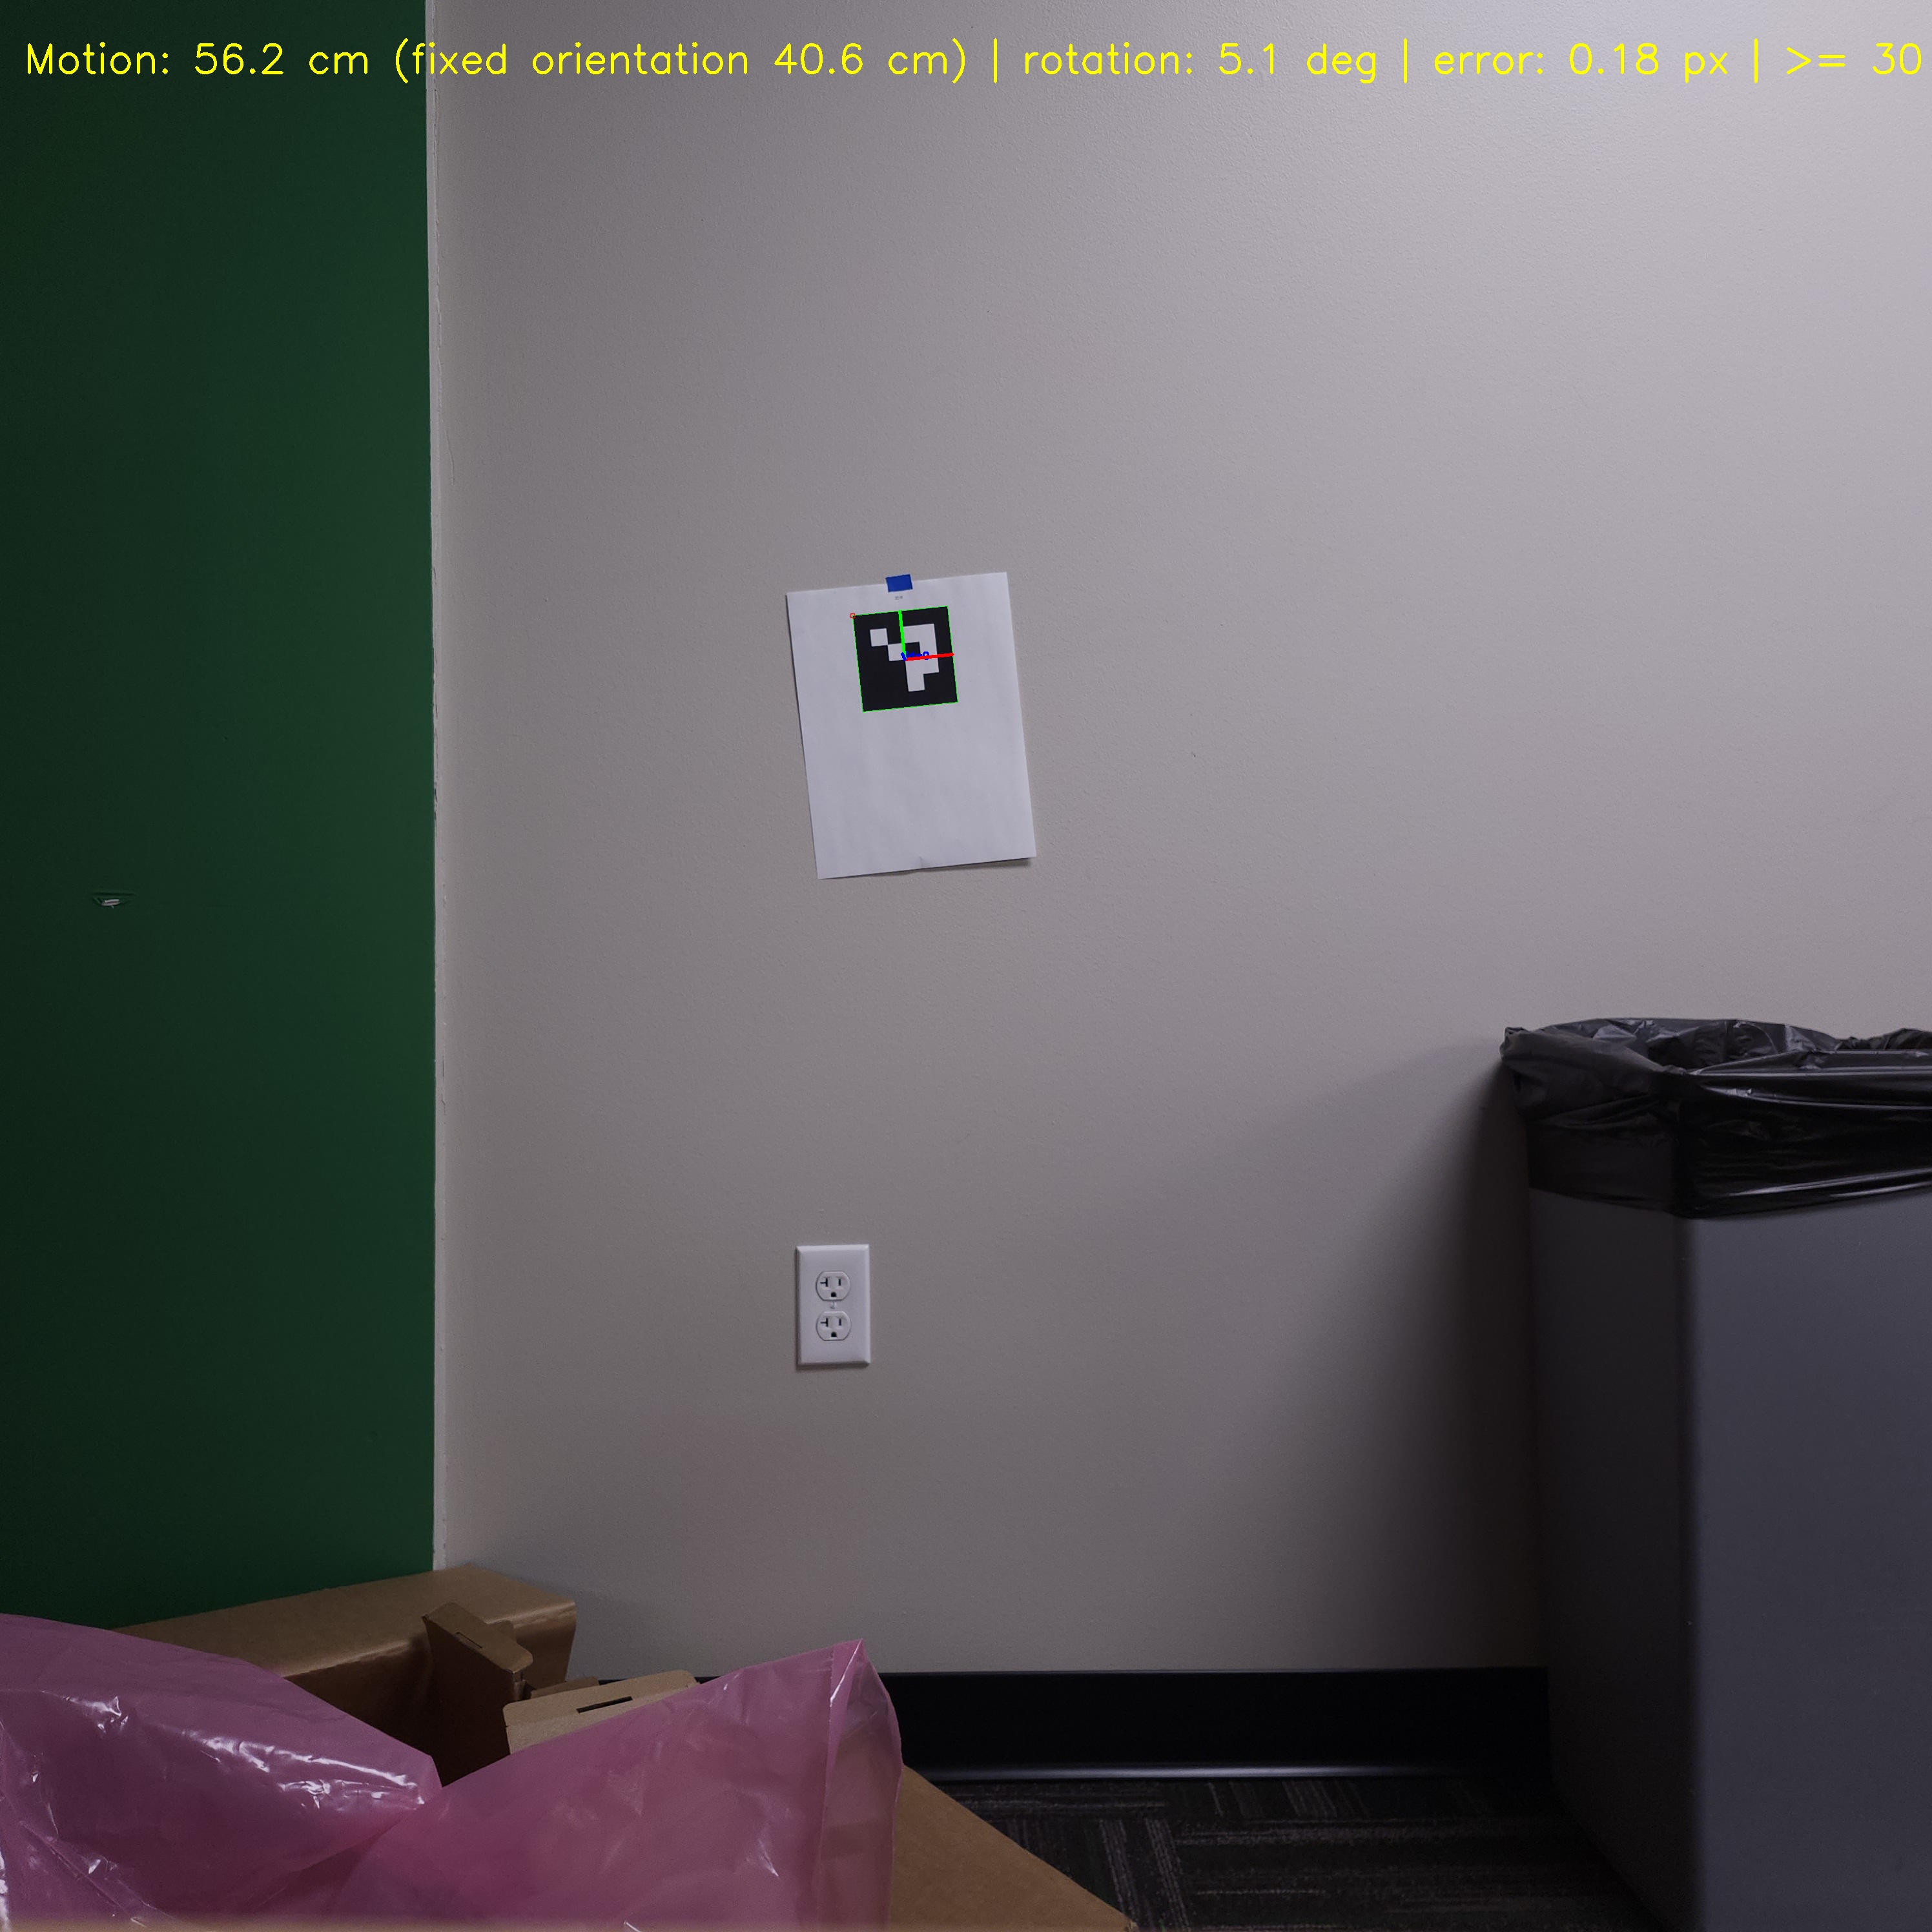 Motion: 56.2 cm (fixed orientation 40.6 cm) | rotation: 5.1 deg | error: 0.18 px | >= 30